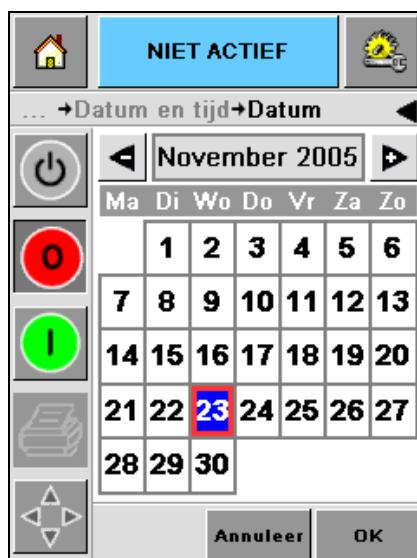 NIET ACTIEF
... →Datum en tijd→Datum
November 2005
Ma Di Wo Do Vr Za Zo
1 2 3 4 5 6
7 8 9 10 11 12 13
14 15 16 17 18 19 20
21 22 23 24 25 26 27
28 29 30
Annuleer OK